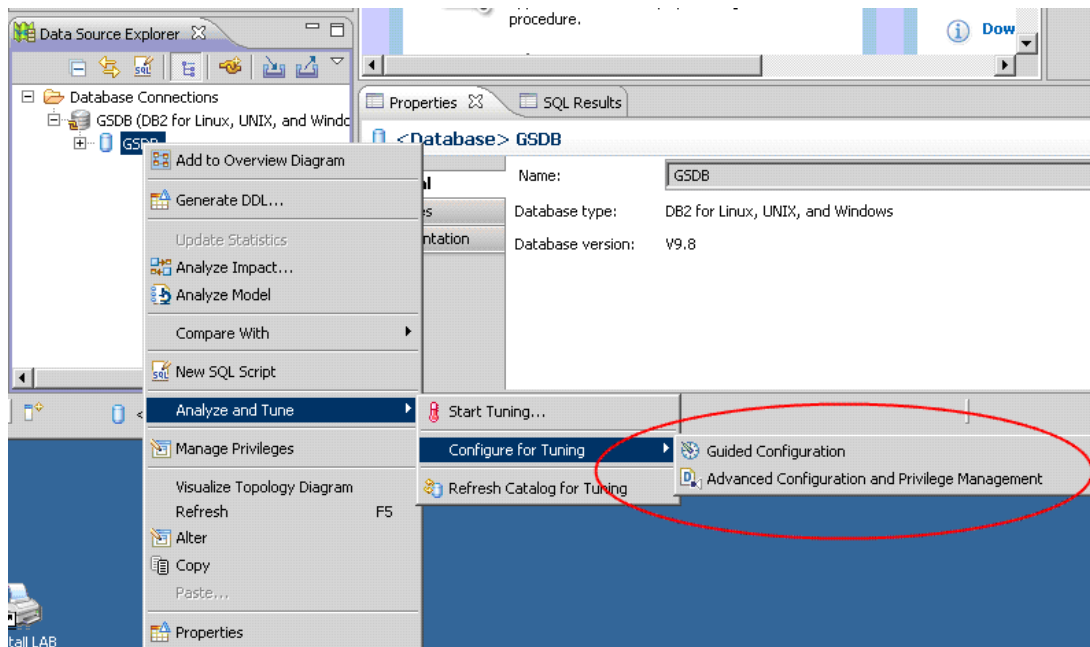 procedure.
Dow
Data Source Explorer
Database Connections
GSDB (DB2 for Linux, UNIX, and Windo
GSDB
Properties
SQL Results
<Database> GSDB
Name:
GSDB
Database type:
DB2 for Linux, UNIX, and Windows
Database version:
V9.8
al
es
ntation
Add to Overview Diagram
Generate DDL...
Update Statistics
Analyze Impact...
Analyze Model
Compare With
New SQL Script
Analyze and Tune
Manage Privileges
Visualize Topology Diagram
Refresh F5
Alter
Copy
Paste...
Properties
Start Tuning...
Configure for Tuning
Refresh Catalog for Tuning
Guided Configuration
Advanced Configuration and Privilege Management
tall LAB